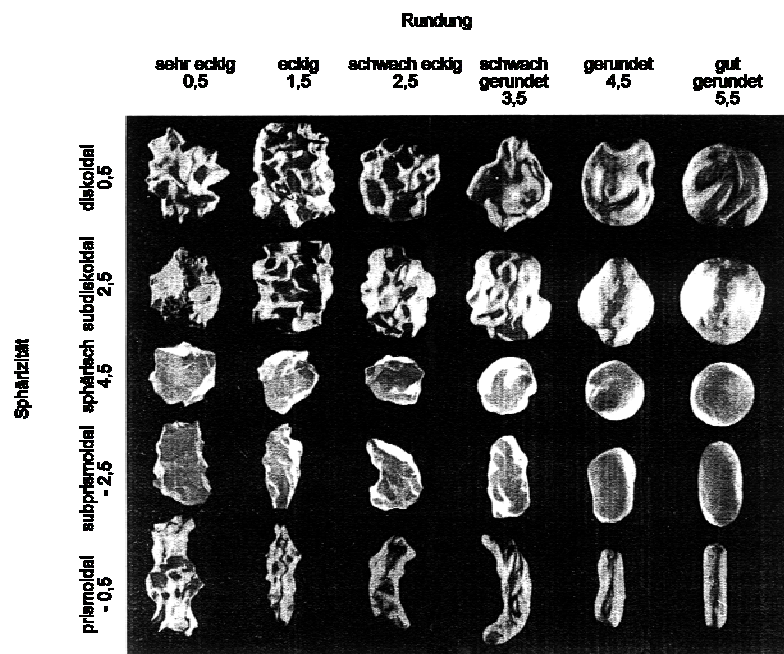 Rundung
sehr eckig
0,5
eckig
1,5
schwach eckig
2,5
schwach
gerundet
3,5
gerundet
4,5
gut
gerundet
5,5
Sphärizität
diskoidal
0,5
subdiskoidal
2,5
sphärisch
4,5
subprismoidal
- 2,5
prismoidal
- 0,5